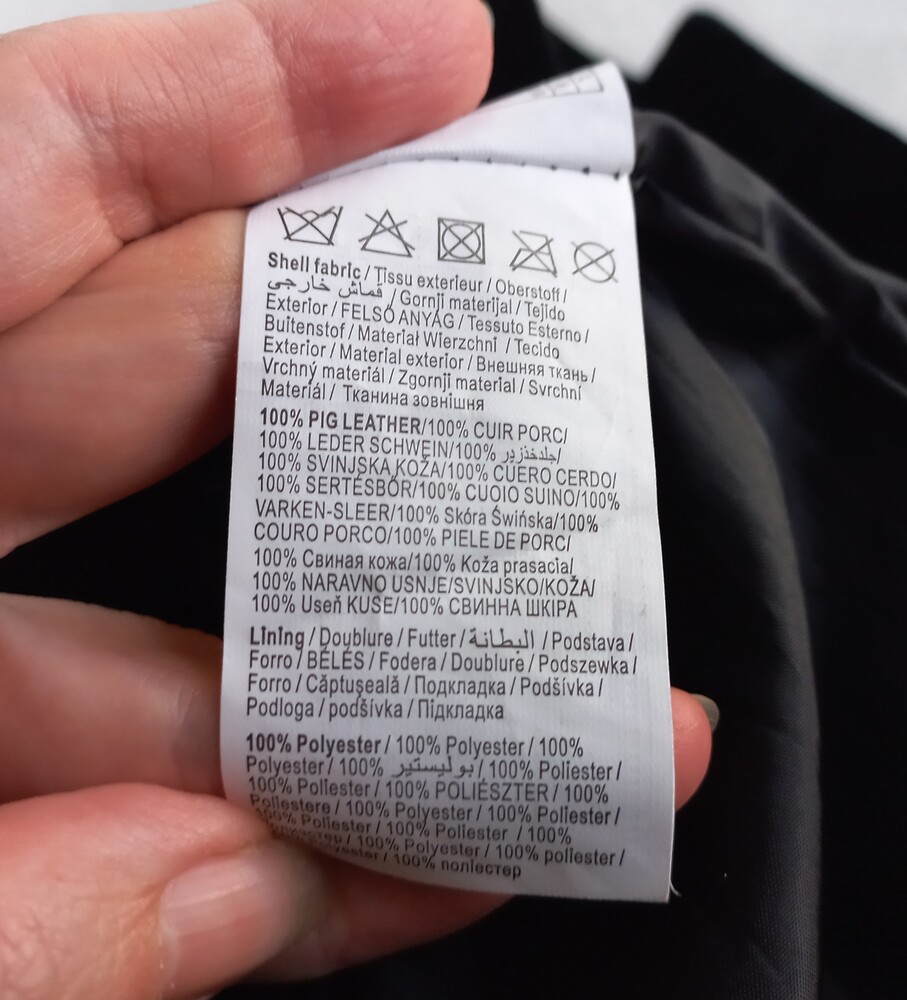 Shell fabric / Tissu exterieur / Oberstoff /
قماش خارجي / Gornji materijal / Tejido
Exterior / FELSŐ ANYAG / Tessuto Esterno /
Buitenstof / Materiał Wierzchni / Tecido
Exterior / Material exterior / Внешняя ткань /
Vrchný materiál / Zgornji material / Svrchní
Materiál / Тканина зовнішня
100% PIG LEATHER/100% CUIR PORC/
100% LEDER SCHWEIN/100% جلدخنزير/
100% SVINJSKA KOŽA/100% CUERO CERDO/
100% SERTÉSBŐR/100% CUOIO SUINO/100%
VARKEN-SLEER/100% Skóra Świńska/100%
COURO PORCO/100% PIELE DE PORC/
100% Свиная кожа/100% Koža prasacia/
100% NARAVNO USNJE/SVINJSKO/KOŽA/
100% Useň KUSE/100% СВИННА ШКІРА
Lining / Doublure / Futter / البطانة / Podstava /
Forro / BÉLÉS / Fodera / Doublure / Podszewka /
Forro / Căptuşeală / Подкладка / Podšívka /
Podloga / podšívka / Підкладка
100% Polyester / 100% Polyester / 100%
Polyester / 100% بوليستير / 100% Poliester /
100% Poliester / 100% POLIÉSZTER / 100%
Poliestere / 100% Polyester / 100% Poliester /
100% Poliester / 100% Poliester / 100%
100% Polyester / 100% poliester /
/ 100% поліестер